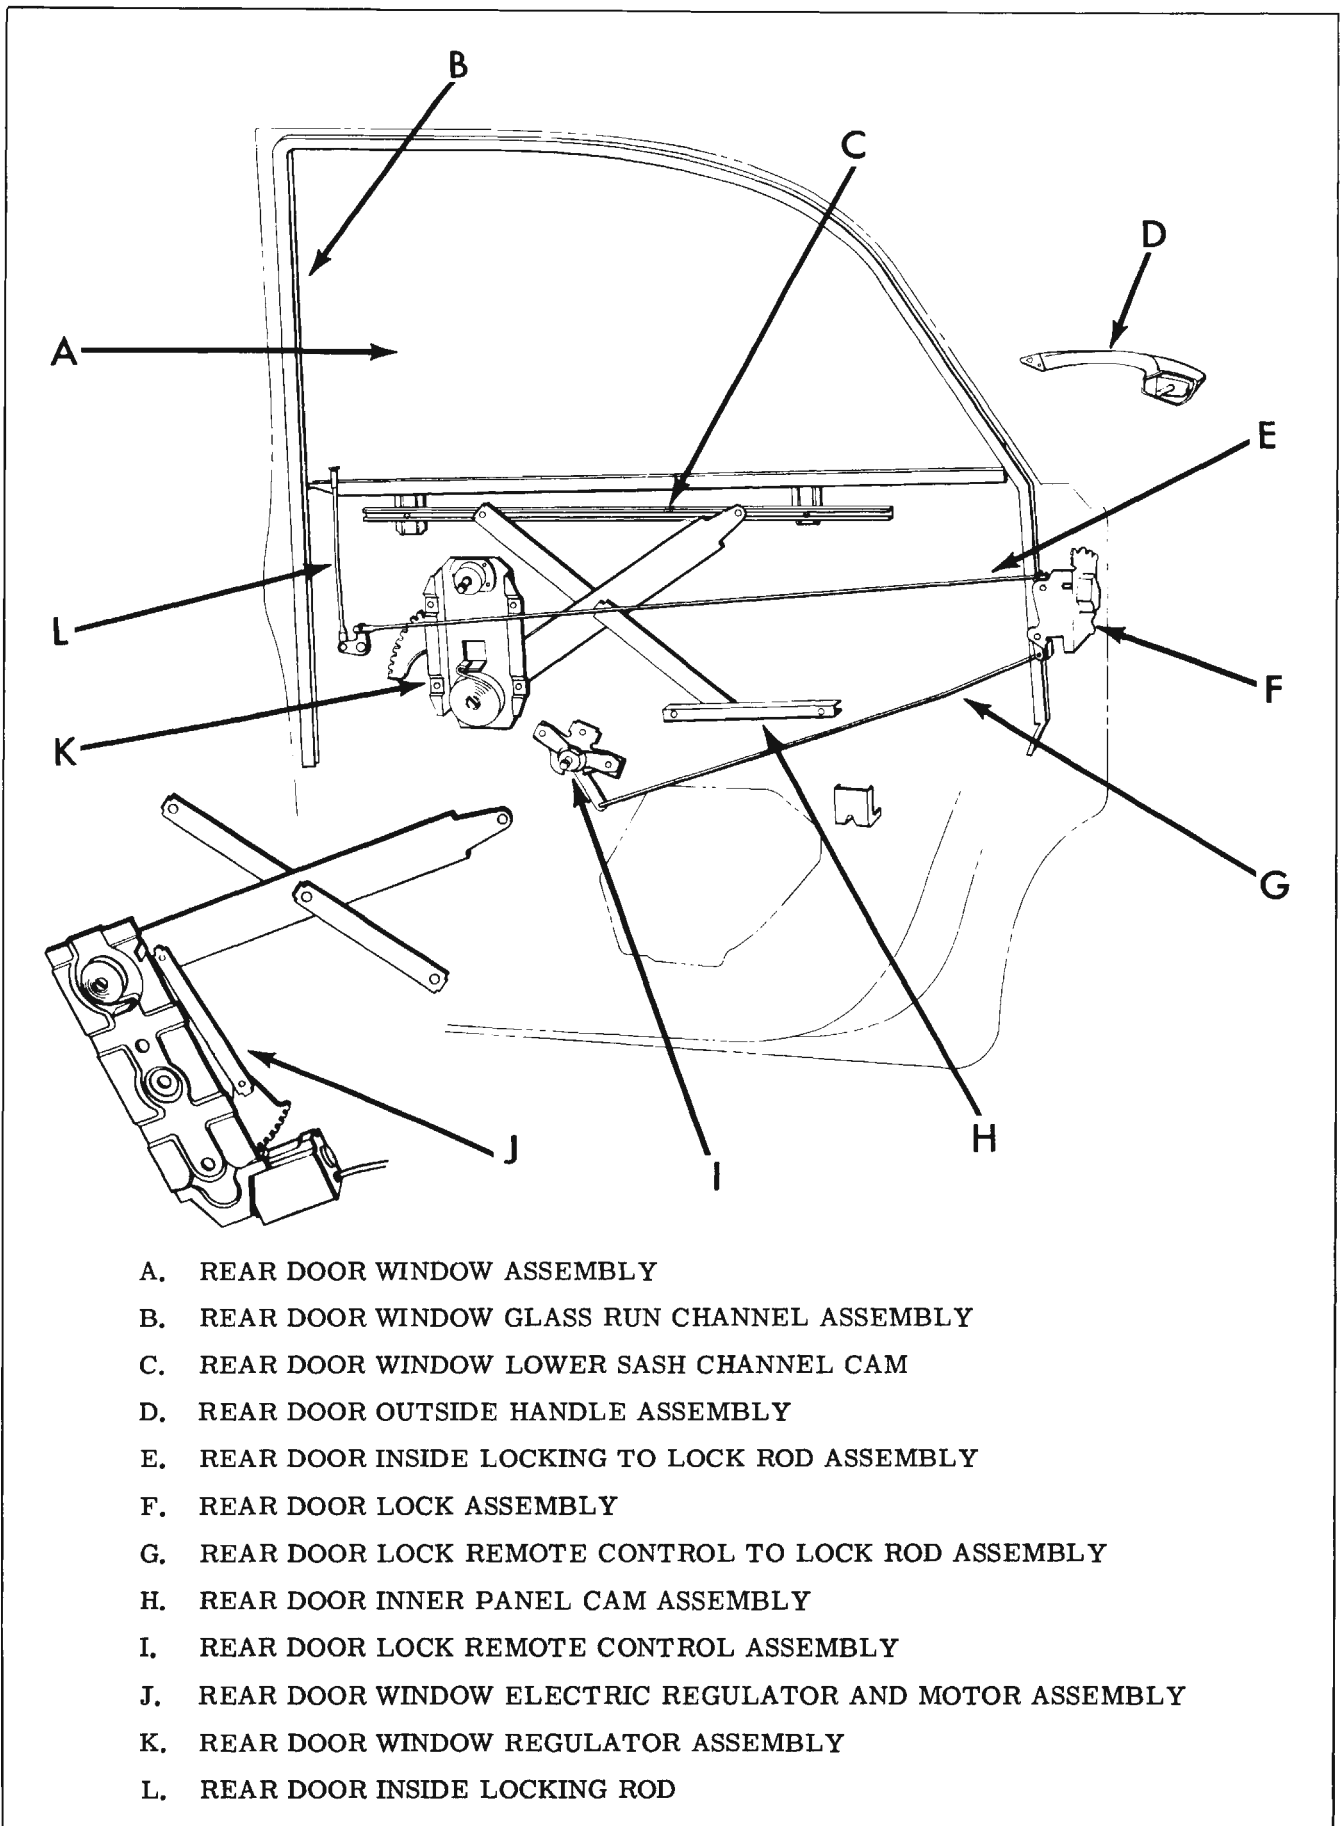 B
C
D
A
E
L
F
K
G
J
I
H
A. REAR DOOR WINDOW ASSEMBLY
B. REAR DOOR WINDOW GLASS RUN CHANNEL ASSEMBLY
C. REAR DOOR WINDOW LOWER SASH CHANNEL CAM
D. REAR DOOR OUTSIDE HANDLE ASSEMBLY
E. REAR DOOR INSIDE LOCKING TO LOCK ROD ASSEMBLY
F. REAR DOOR LOCK ASSEMBLY
G. REAR DOOR LOCK REMOTE CONTROL TO LOCK ROD ASSEMBLY
H. REAR DOOR INNER PANEL CAM ASSEMBLY
I. REAR DOOR LOCK REMOTE CONTROL ASSEMBLY
J. REAR DOOR WINDOW ELECTRIC REGULATOR AND MOTOR ASSEMBLY
K. REAR DOOR WINDOW REGULATOR ASSEMBLY
L. REAR DOOR INSIDE LOCKING ROD